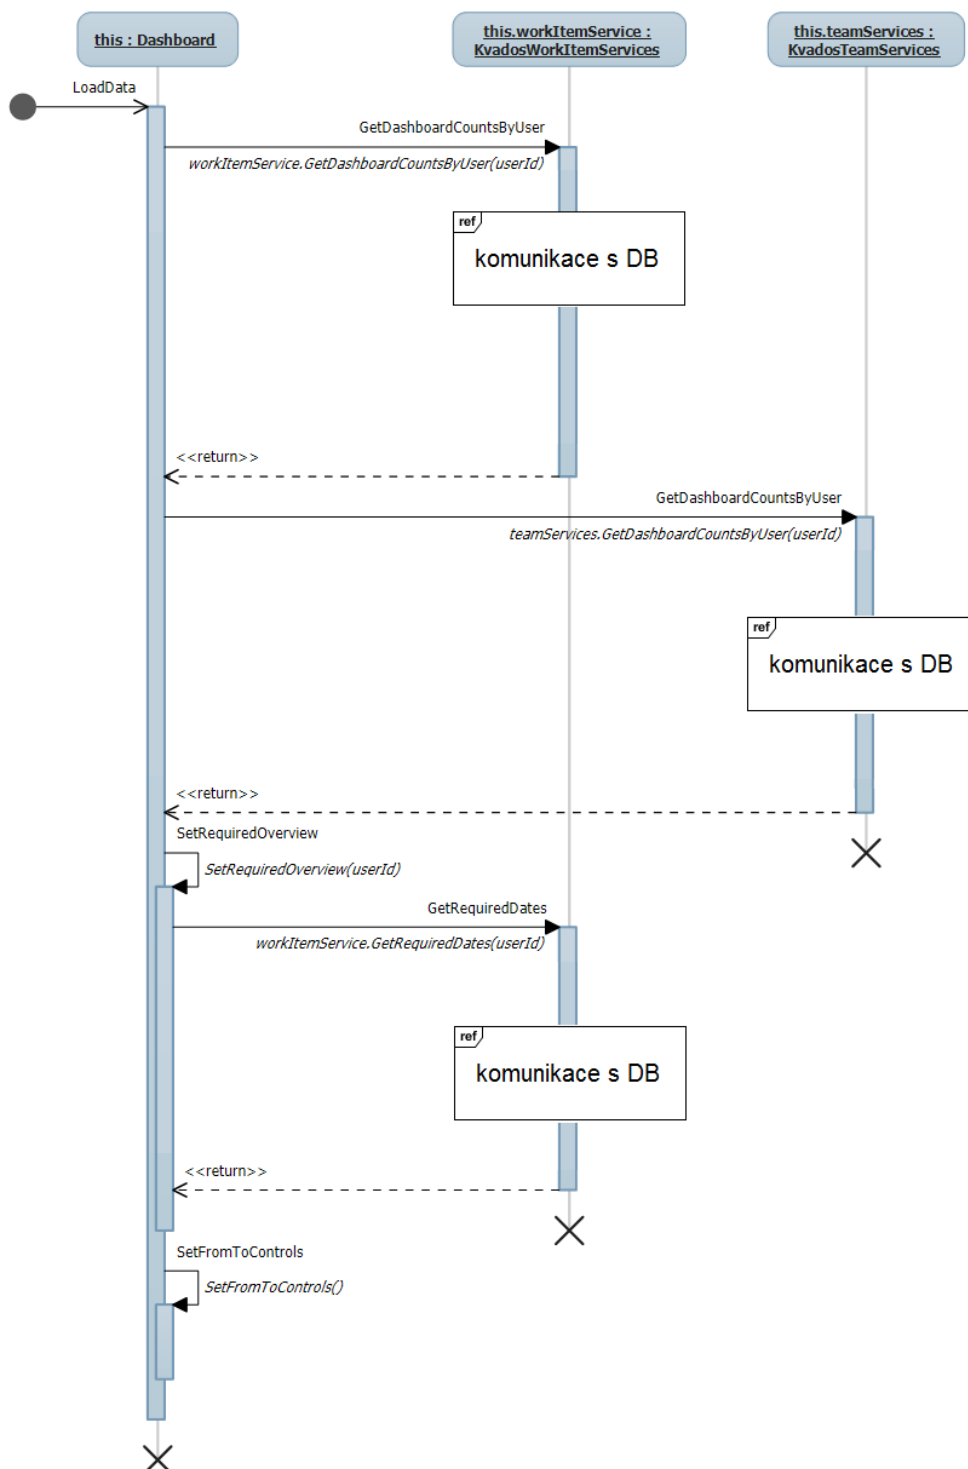 this : Dashboard
this.workItemService :
KvadosWorkItemServices
this.teamServices :
KvadosTeamServices
LoadData
GetDashboardCountsByUser
workItemService.GetDashboardCountsByUser(userId)
ref
komunikace s DB
<<return>>
GetDashboardCountsByUser
teamServices.GetDashboardCountsByUser(userId)
ref
komunikace s DB
<<return>>
SetRequiredOverview
SetRequiredOverview(userId)
GetRequiredDates
workItemService.GetRequiredDates(userId)
ref
komunikace s DB
<<return>>
SetFromToControls
SetFromToControls()